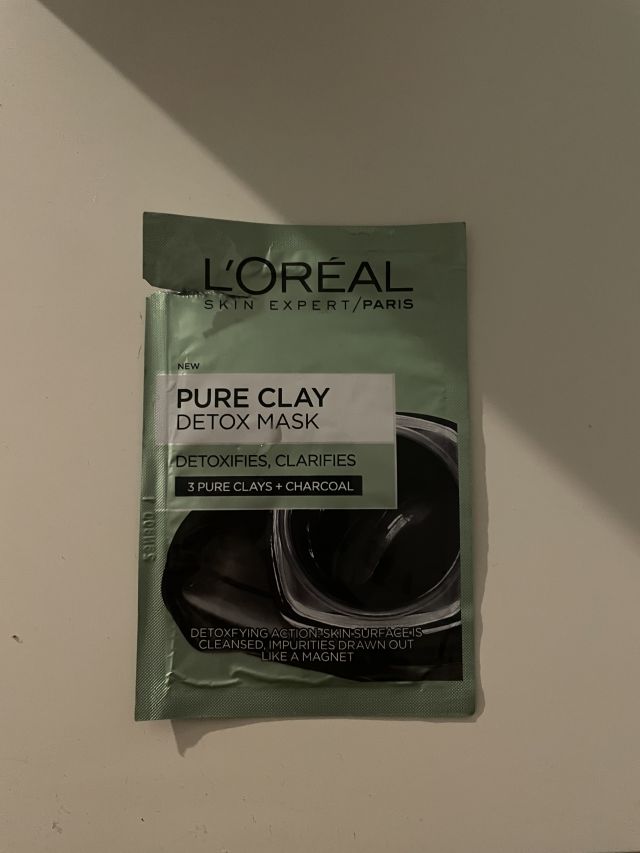 L'ORÉAL
SKIN EXPERT/PARIS
NEW
PURE CLAY
DETOX MASK
DETOXIFIES, CLARIFIES
3 PURE CLAYS + CHARCOAL
DETOXFYING ACTION: SKIN SURFACE IS
CLEANSED, IMPURITIES DRAWN OUT
LIKE A MAGNET